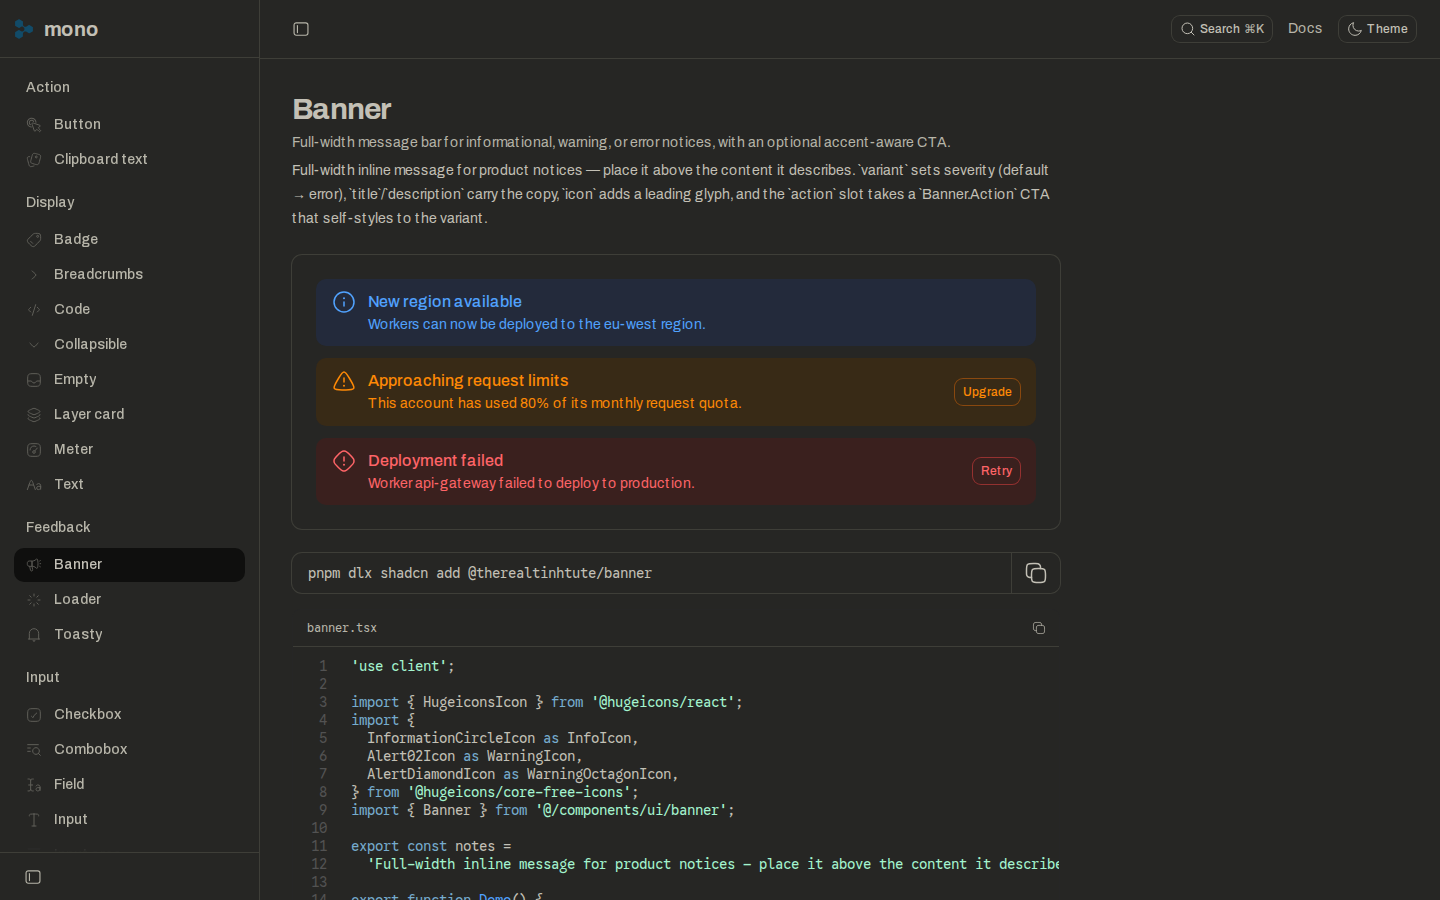 mono
Search ⌘K
Docs
Theme
Action
Button
Clipboard text
Display
Badge
Breadcrumbs
Code
Collapsible
Empty
Layer card
Meter
Text
Feedback
Banner
Loader
Toasty
Input
Checkbox
Combobox
Field
Input
Banner
Full-width message bar for informational, warning, or error notices, with an optional accent-aware CTA.
Full-width inline message for product notices — place it above the content it describes. `variant` sets severity (default
→ error), `title`/`description` carry the copy, `icon` adds a leading glyph, and the `action` slot takes a `Banner.Action` CTA
that self-styles to the variant.
New region available
Workers can now be deployed to the eu-west region.
Approaching request limits
This account has used 80% of its monthly request quota.
Upgrade
Deployment failed
Worker api-gateway failed to deploy to production.
Retry
pnpm dlx shadcn add @therealtinhtute/banner
banner.tsx
1 'use client';
2
3 import { HugeiconsIcon } from '@hugeicons/react';
4 import {
5 InformationCircleIcon as InfoIcon,
6 Alert02Icon as WarningIcon,
7 AlertDiamondIcon as WarningOctagonIcon,
8 } from '@hugeicons/core-free-icons';
9 import { Banner } from '@/components/ui/banner';
10
11 export const notes =
12 'Full-width inline message for product notices — place it above the content it describe
13
14 export function Demo() {